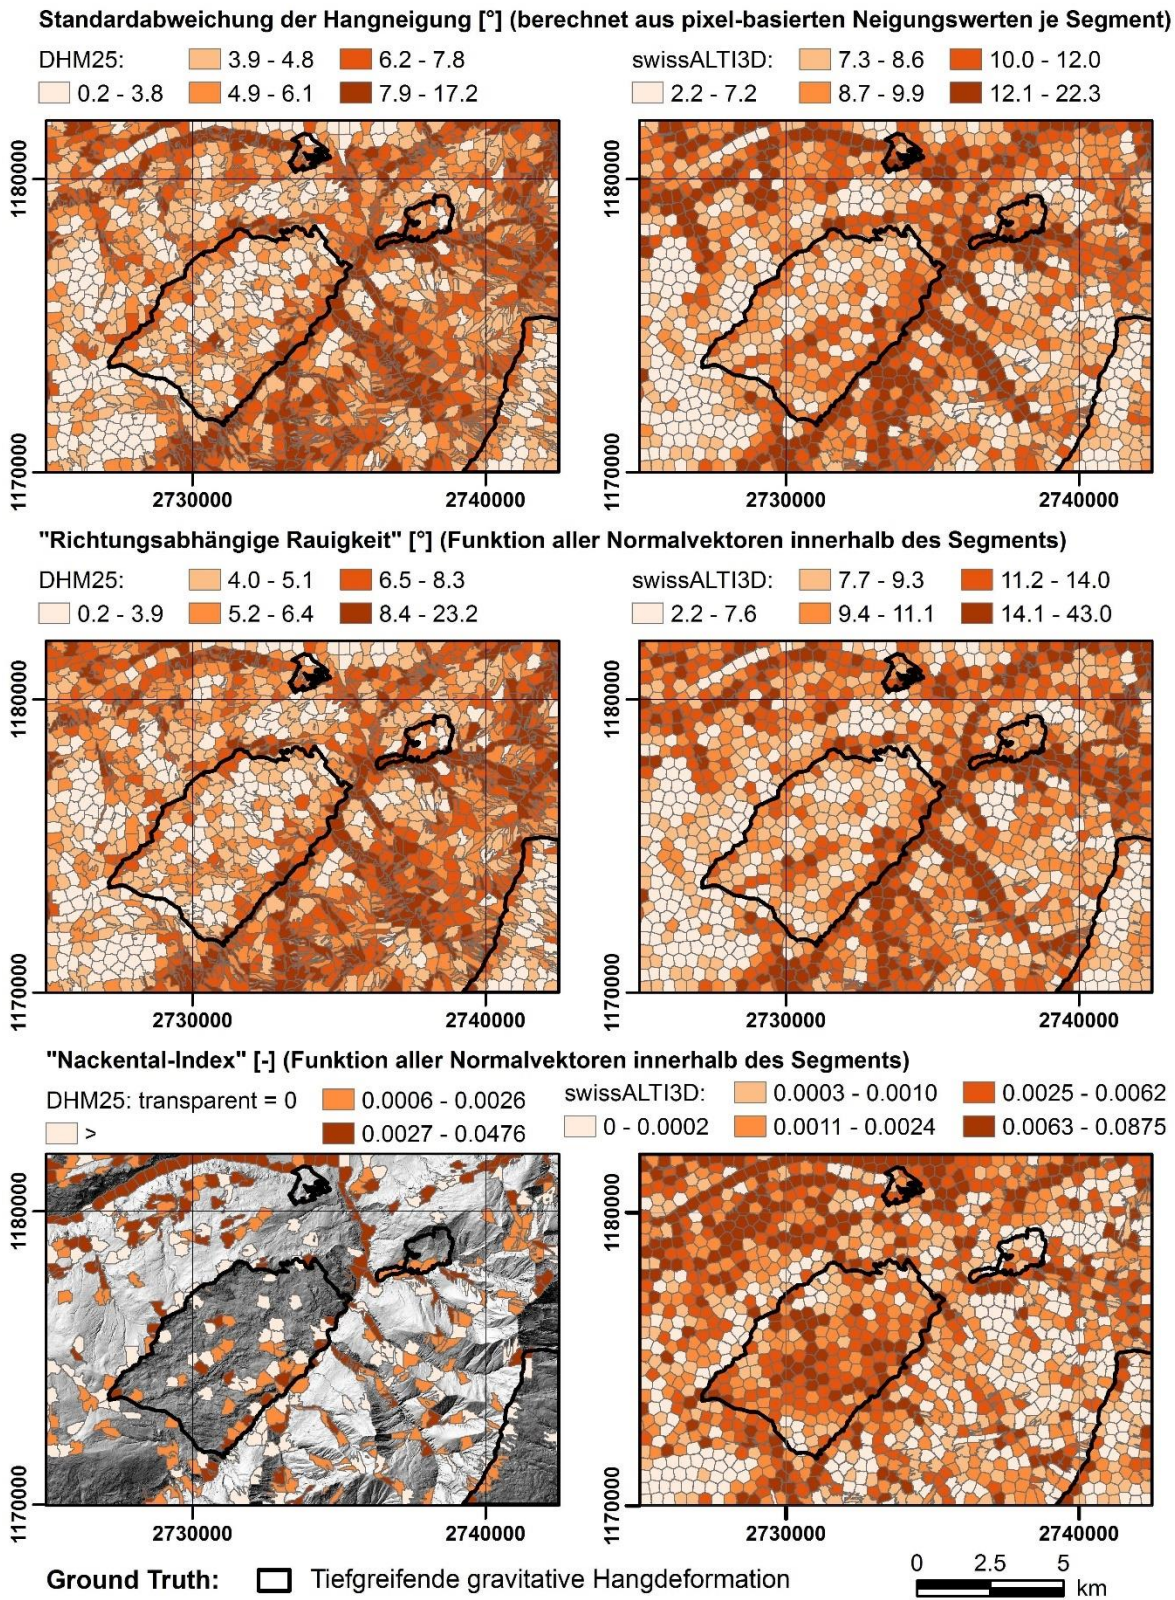 Standardabweichung der Hangneigung [°] (berechnet aus pixel-basierten Neigungswerten je Segment)
DHM25: 3.9 - 4.8 6.2 - 7.8
0.2 - 3.8 4.9 - 6.1 7.9 - 17.2
swissALTI3D: 7.3 - 8.6 10.0 - 12.0
2.2 - 7.2 8.7 - 9.9 12.1 - 22.3
1180000
1170000
2730000 2740000
1180000
1170000
2730000 2740000
"Richtungsabhängige Rauigkeit" [°] (Funktion aller Normalvektoren innerhalb des Segments)
DHM25: 4.0 - 5.1 6.5 - 8.3
0.2 - 3.9 5.2 - 6.4 8.4 - 23.2
swissALTI3D: 7.7 - 9.3 11.2 - 14.0
2.2 - 7.6 9.4 - 11.1 14.1 - 43.0
1180000
1170000
2730000 2740000
1180000
1170000
2730000 2740000
"Nackental-Index" [-] (Funktion aller Normalvektoren innerhalb des Segments)
DHM25: transparent = 0 0.0006 - 0.0026
> 0.0027 - 0.0476
swissALTI3D: 0.0003 - 0.0010 0.0025 - 0.0062
0 - 0.0002 0.0011 - 0.0024 0.0063 - 0.0875
1180000
1170000
2730000 2740000
1180000
1170000
2730000 2740000
Ground Truth: Tiefgreifende gravitative Hangdeformation
0 2.5 5
km